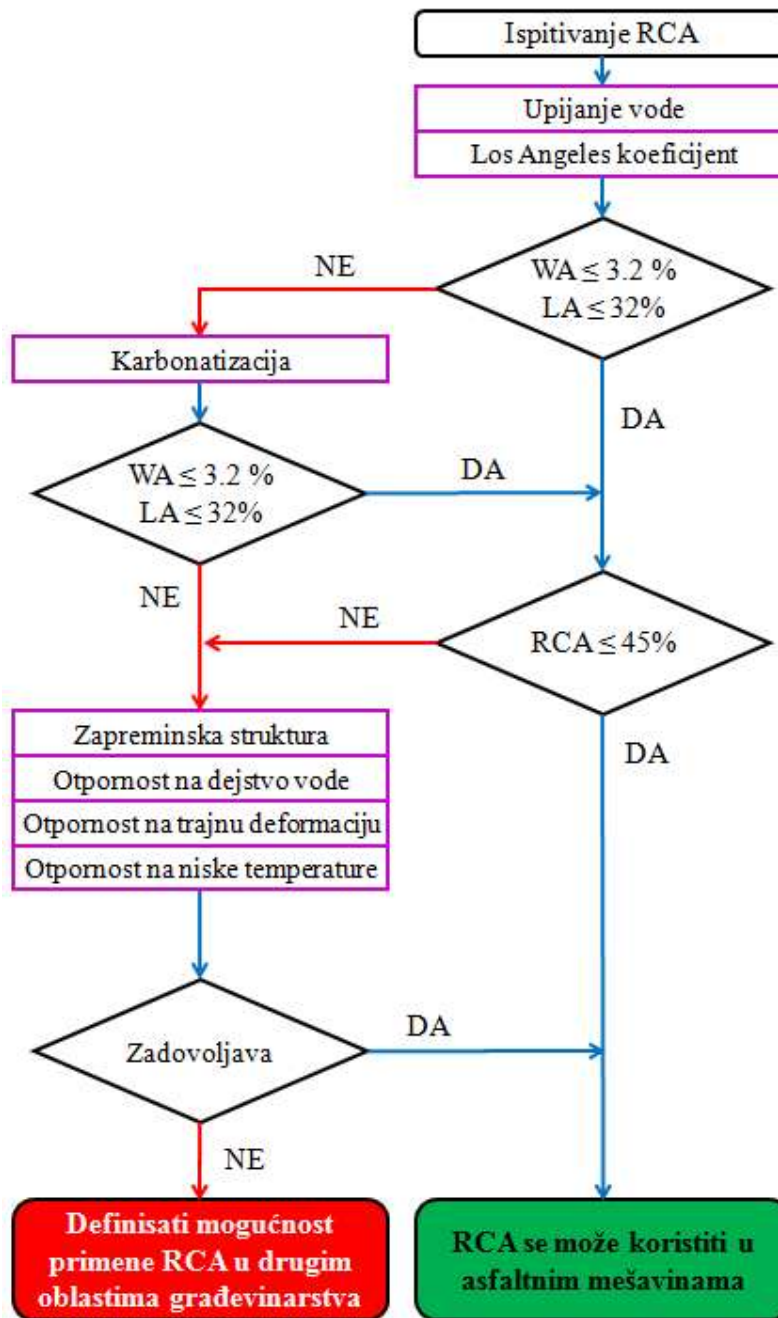 Ispitivanje RCA
Upijanje vode
Los Angeles koeficijent
WA ≤ 3.2 %
LA ≤ 32%
NE
DA
Karbonatizacija
WA ≤ 3.2 %
LA ≤ 32%
DA
NE
RCA ≤ 45%
NE
DA
Zapreminska struktura
Otpornost na dejstvo vode
Otpornost na trajnu deformaciju
Otpornost na niske temperature
Zadovoljava
DA
NE
Definisati mogućnost
primene RCA u drugim
oblastima građevinarstva
RCA se može koristiti u
asfaltnim mešavinama